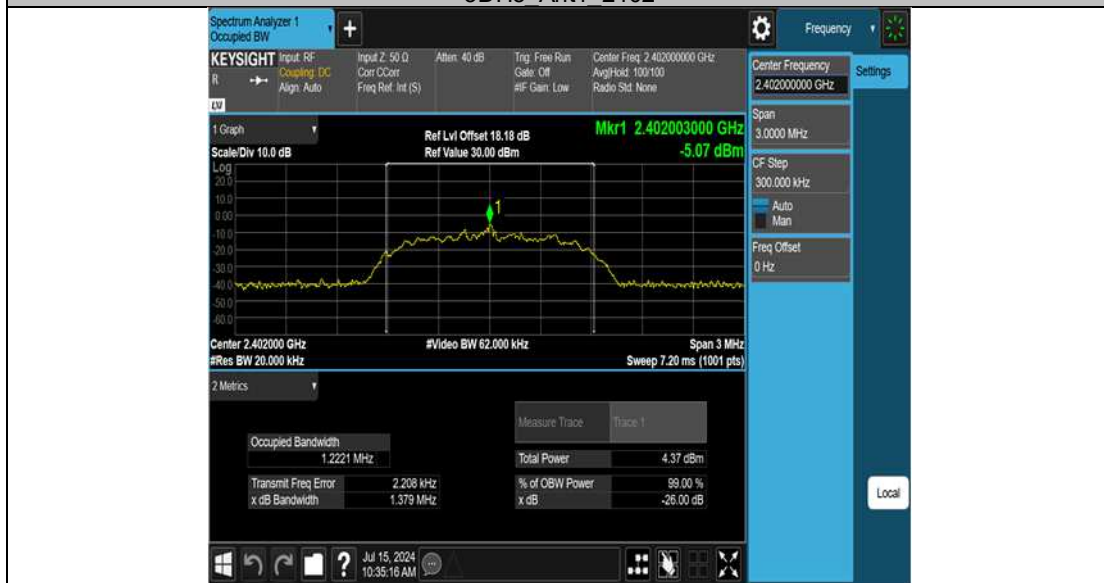 Spectrum Analyzer 1
Occupied BW
+
Frequency
KEYSIGHT Input: RF
R
Coupling: DC
Align: Auto
Input Z: 50 Ω
Corr CCorr
Freq Ref: Int (S)
Atten: 40 dB
Trig: Free Run
Gate: Off
#IF Gain: Low
Center Freq: 2.402000000 GHz
Avg|Hold: 100/100
Radio Std: None
Center Frequency
2.402000000 GHz
Settings
Span
3.0000 MHz
CF Step
300.000 kHz
Auto
Man
Freq Offset
0 Hz
Local
1 Graph
Scale/Div 10.0 dB
Ref Lvl Offset 18.18 dB
Ref Value 30.00 dBm
Mkr1 2.402003000 GHz
-5.07 dBm
Log
20.0
10.0
0.00
-10.0
-20.0
-30.0
-40.0
-50.0
-60.0
1
Center 2.402000 GHz
#Video BW 62.000 kHz
Span 3 MHz
#Res BW 20.000 kHz
Sweep 7.20 ms (1001 pts)
2 Metrics
Measure Trace Trace 1
Occupied Bandwidth
1.2221 MHz
Total Power 4.37 dBm
Transmit Freq Error 2.208 kHz
% of OBW Power 99.00 %
x dB Bandwidth 1.379 MHz
x dB -26.00 dB
?
Jul 15, 2024
10:35:16 AM